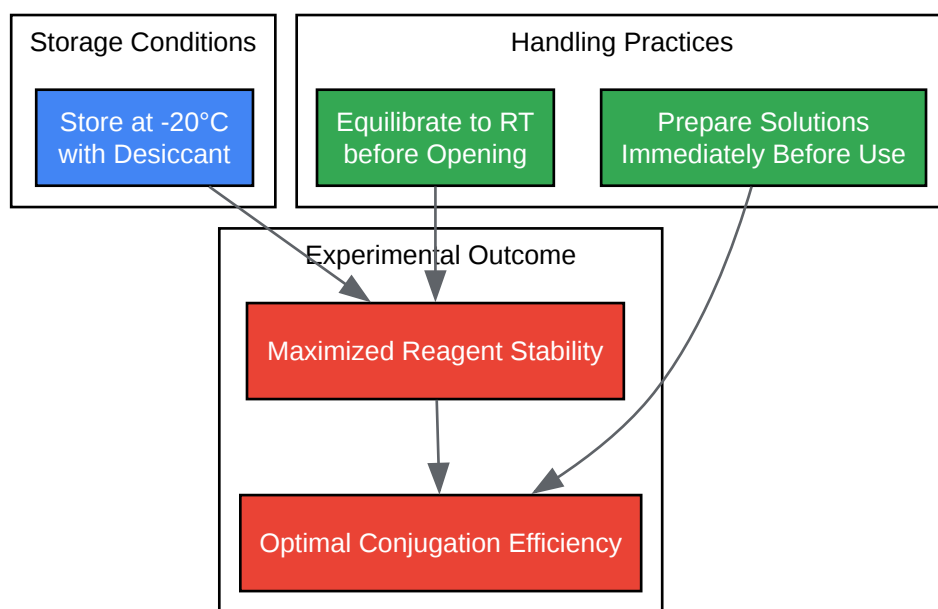 Storage Conditions
Handling Practices
Store at -20°C
with Desiccant
Equilibrate to RT
before Opening
Prepare Solutions
Immediately Before Use
Experimental Outcome
Maximized Reagent Stability
Optimal Conjugation Efficiency